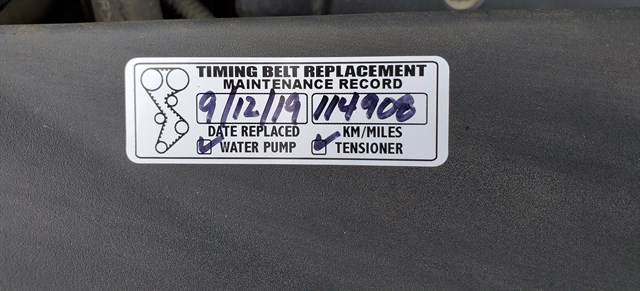 TIMING BELT REPLACEMENT
MAINTENANCE RECORD
9/12/19 114908
DATE REPLACED KM/MILES
WATER PUMP TENSIONER